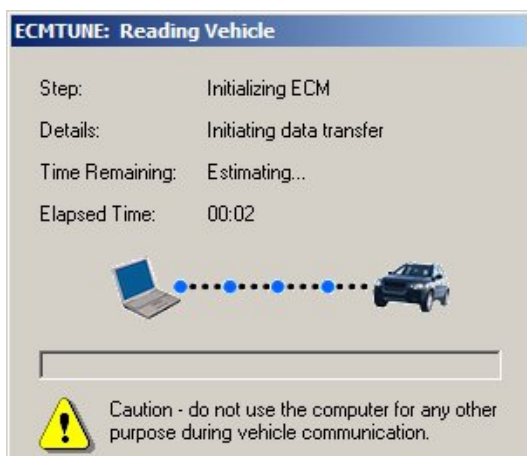 ECMTUNE: Reading Vehicle
Step: Initializing ECM
Details: Initiating data transfer
Time Remaining: Estimating...
Elapsed Time: 00:02
Caution - do not use the computer for any other
purpose during vehicle communication.